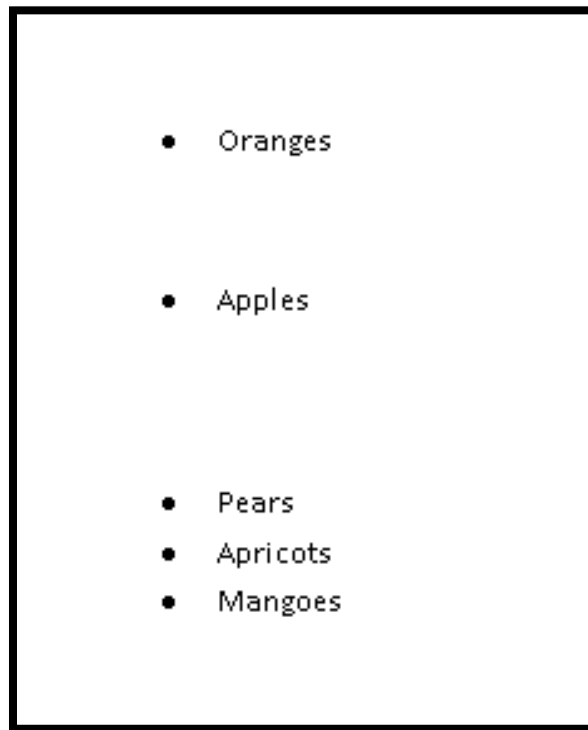 • Oranges
• Apples
• Pears
• Apricots
• Mangoes